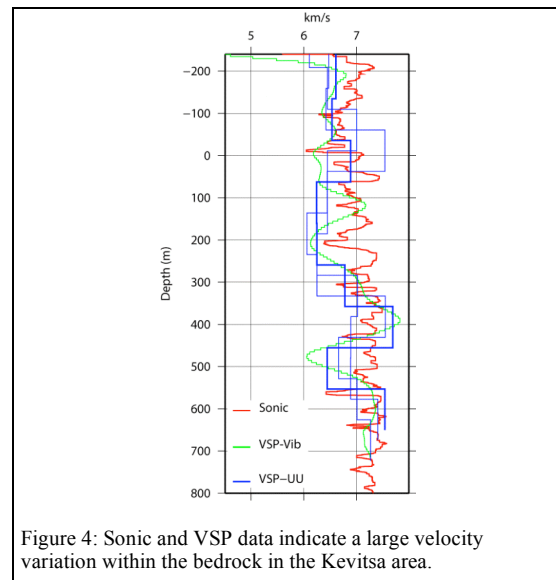 km/s
5 6 7
−200
−100
0
100
200
300
400
500
600
700
800
Depth (m)
Sonic
VSP-Vib
VSP−UU
Figure 4: Sonic and VSP data indicate a large velocity
variation within the bedrock in the Kevitsa area.